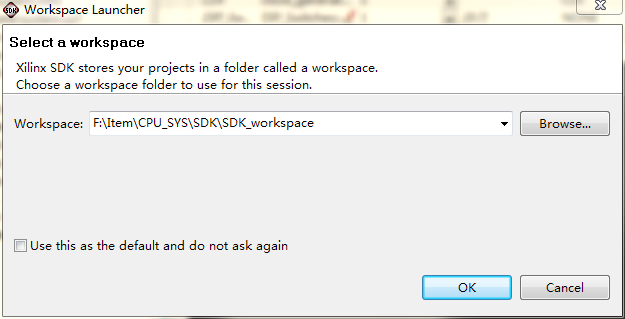 SDK Workspace Launcher
Select a workspace
Xilinx SDK stores your projects in a folder called a workspace.
Choose a workspace folder to use for this session.
Workspace: F:\Item\CPU_SYS\SDK\SDK_workspace Browse...
Use this as the default and do not ask again
OK Cancel